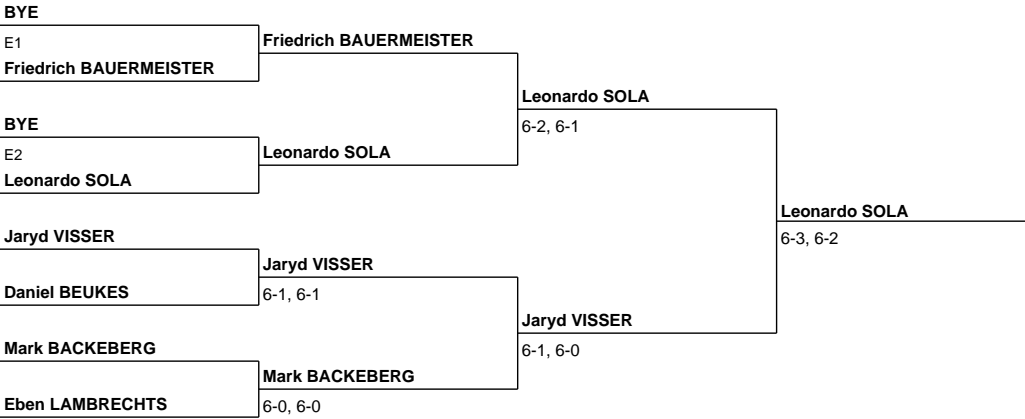 BYE
E1
Friedrich BAUERMEISTER
Friedrich BAUERMEISTER
BYE
E2
Leonardo SOLA
Leonardo SOLA
Leonardo SOLA
6-2, 6-1
Jaryd VISSER
Daniel BEUKES
Jaryd VISSER
6-1, 6-1
Mark BACKEBERG
Eben LAMBRECHTS
Mark BACKEBERG
6-0, 6-0
Jaryd VISSER
6-1, 6-0
Leonardo SOLA
6-3, 6-2